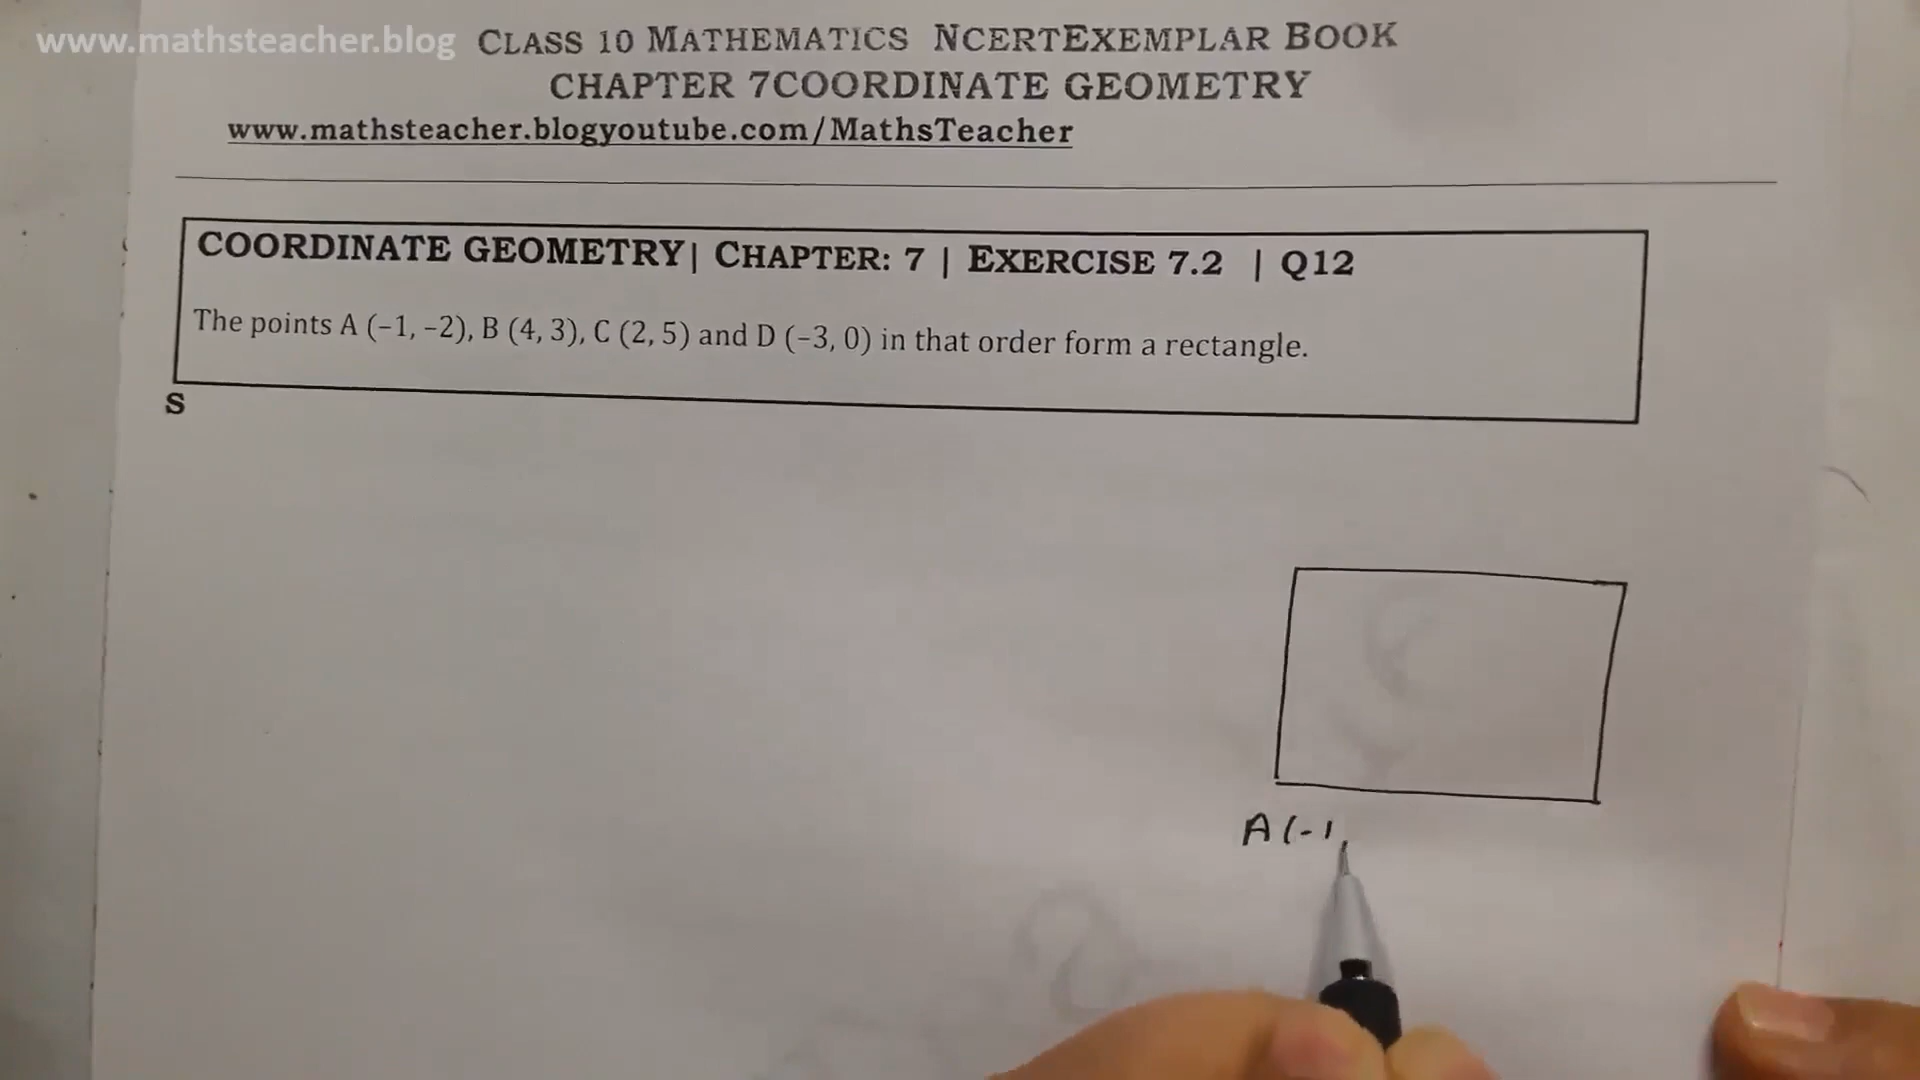 www.mathsteacher.blog
CLASS 10 MATHEMATICS NCERTEXEMPLAR BOOK
CHAPTER 7COORDINATE GEOMETRY
www.mathsteacher.blogyoutube.com/MathsTeacher
COORDINATE GEOMETRY| CHAPTER: 7 | EXERCISE 7.2 | Q12
The points A (−1, −2), B (4, 3), C (2, 5) and D (−3, 0) in that order form a rectangle.
S
A (-1,